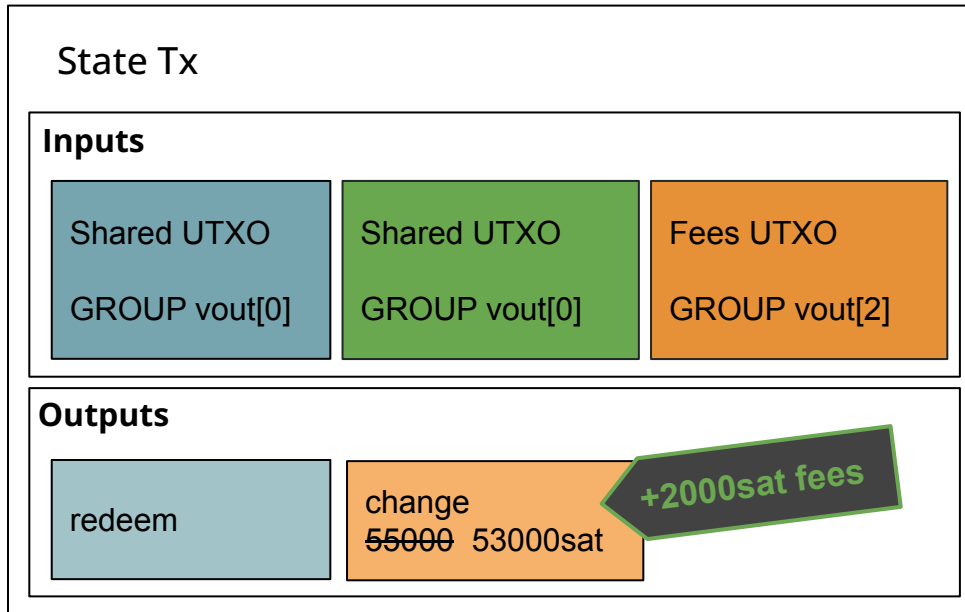 State Tx
Inputs
Shared UTXO
GROUP vout[0]
Shared UTXO
GROUP vout[0]
Fees UTXO
GROUP vout[2]
Outputs
redeem
change
55000 53000sat
+2000sat fees